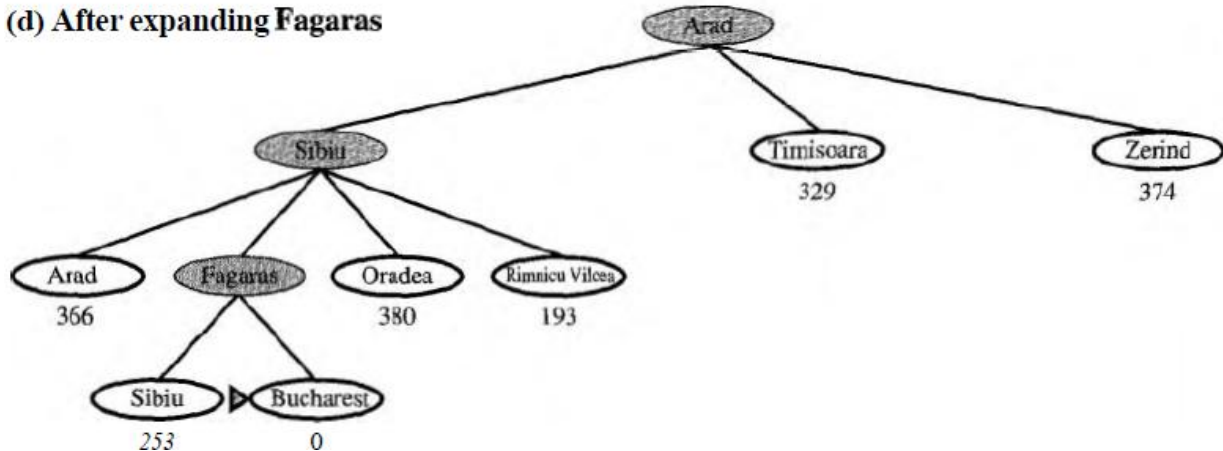 (d) After expanding Fagaras
Arad
Sibiu
Timisoara
Zerind
329
374
Arad
Fagaras
Oradea
Rimnicu Vilcea
366
380
193
Sibiu
Bucharest
253
0